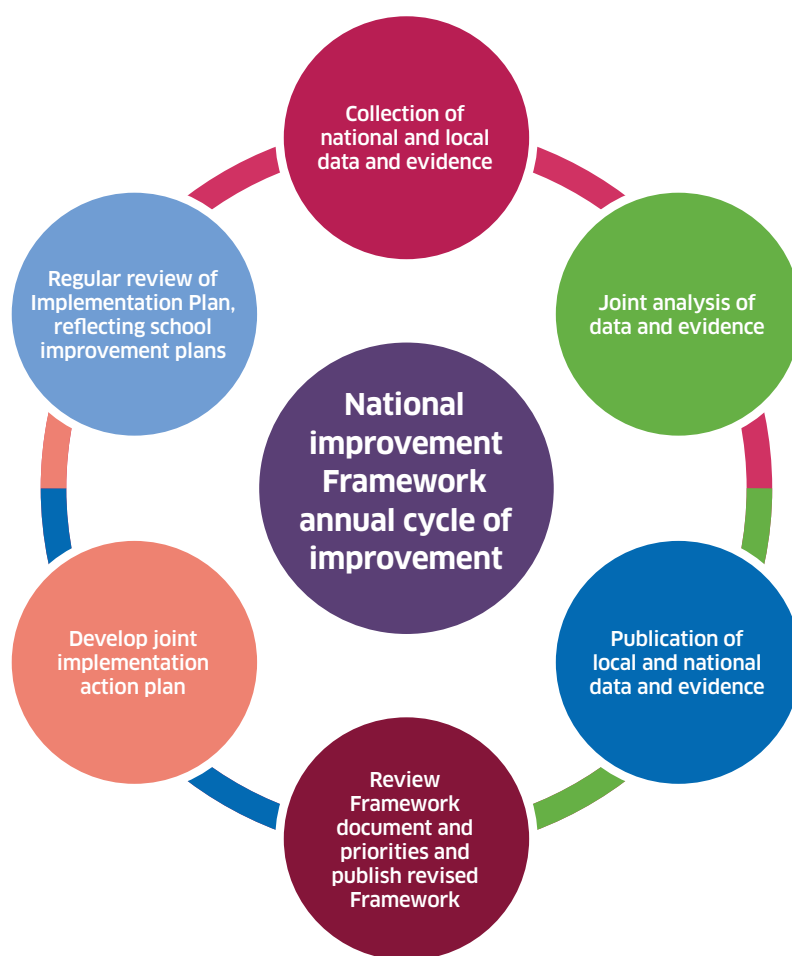 Collection of
national and local
data and evidence
Joint analysis of
data and evidence
Publication of
local and national
data and evidence
Review
Framework
document and
priorities and
publish revised
Framework
Develop joint
implementation
action plan
Regular review of
Implementation Plan,
reflecting school
improvement plans
National
improvement
Framework
annual cycle of
improvement